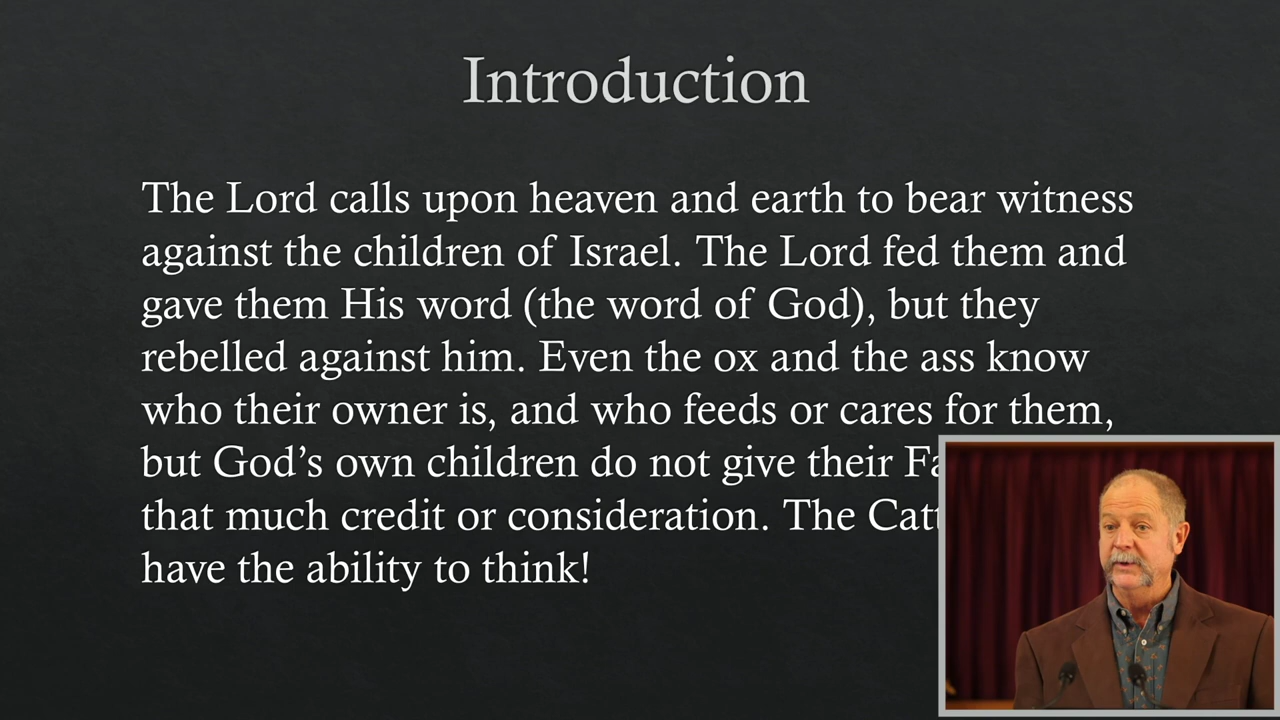 Introduction
The Lord calls upon heaven and earth to bear witness
against the children of Israel. The Lord fed them and
gave them His word (the word of God), but they
rebelled against him. Even the ox and the ass know
who their owner is, and who feeds or cares for them,
but God's own children do not give their
that much credit or consideration. The
have the ability to think!